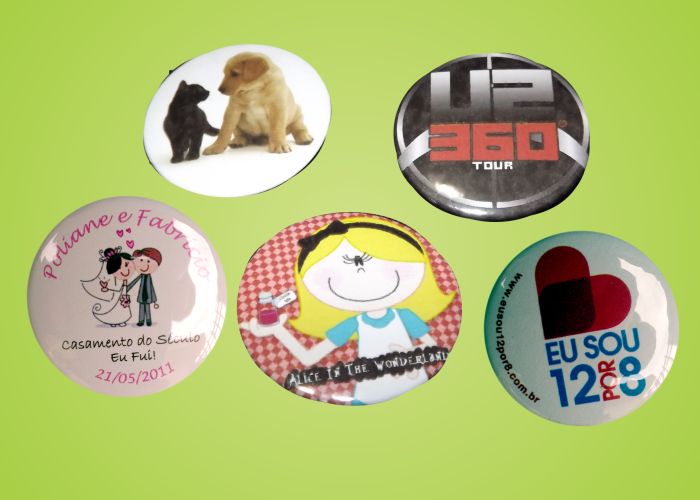 U2
360°
TOUR
Poliane e Fabrício
Casamento do Século
Eu Fui!
21/05/2011
ALICE IN THE WONDERLAND
www.eusou12por8.com.br
EU SOU
12 POR 8